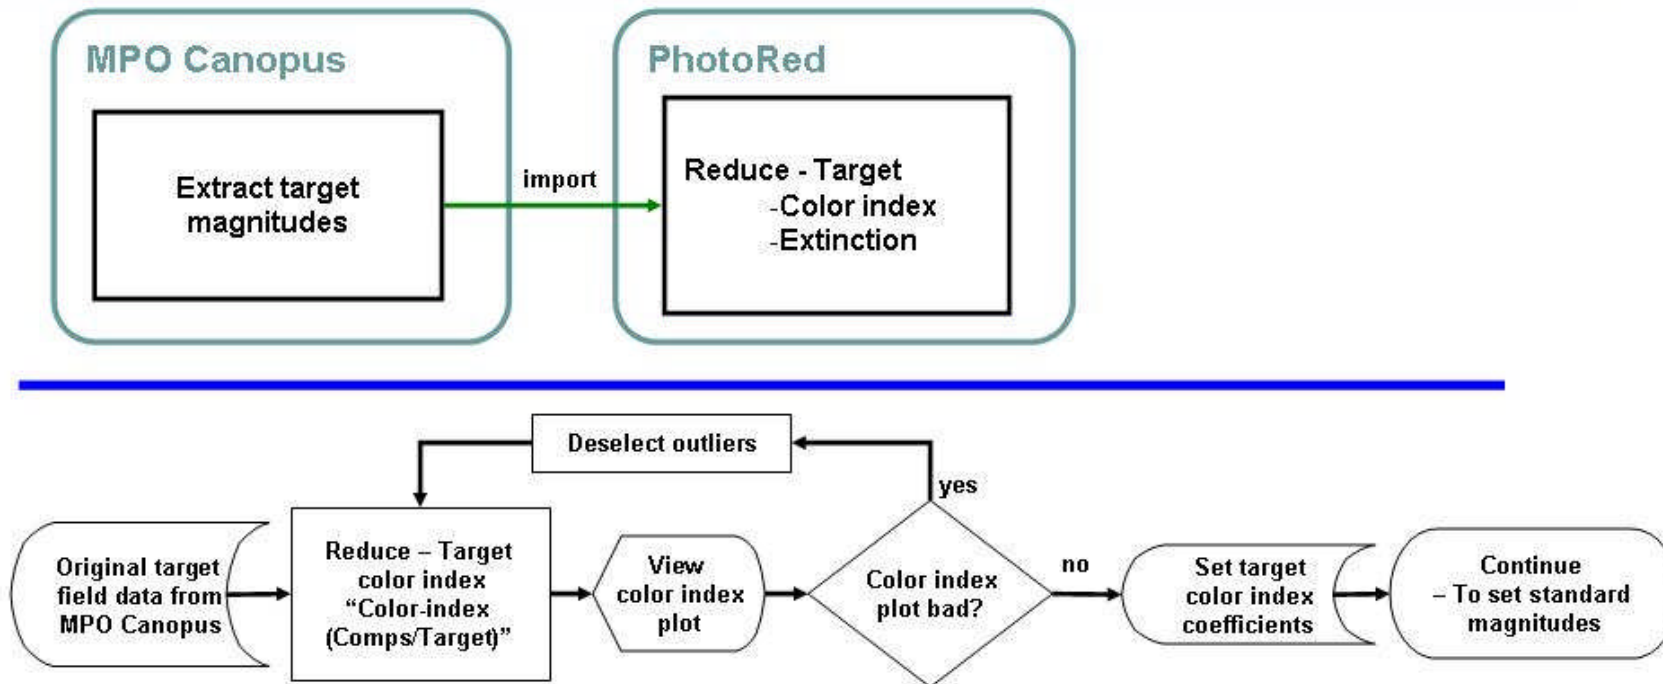 MPO Canopus
PhotoRed
Extract target
magnitudes
import
Reduce - Target
-Color index
-Extinction
Deselect outliers
yes
Original target
field data from
MPO Canopus
Reduce – Target
color index
“Color-index
(Comps/Target)”
View
color index
plot
Color index
plot bad?
no
Set target
color index
coefficients
Continue
– To set standard
magnitudes